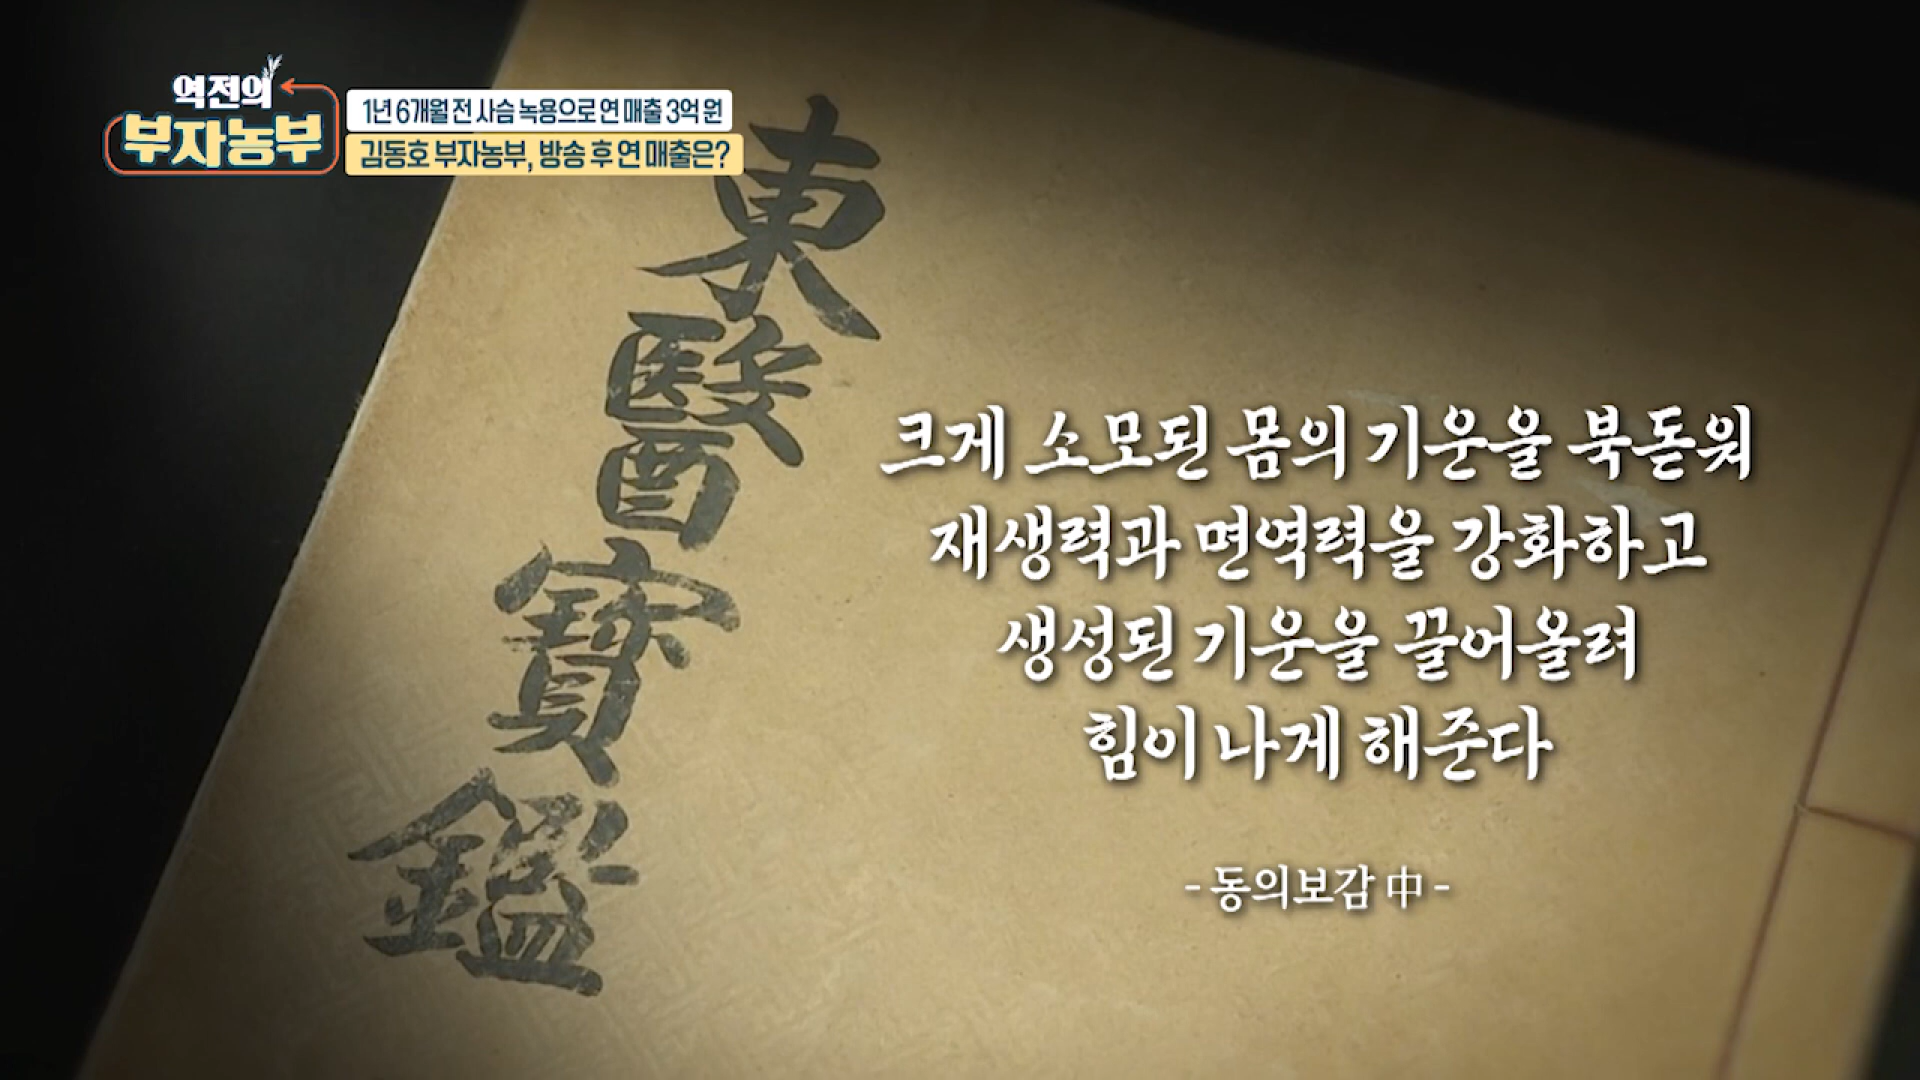 역전의
부자농부
1년 6개월 전 사슴 녹용으로 연 매출 3억 원
김동호 부자농부, 방송 후 연 매출은?
東醫寶鑑
크게 소모된 몸의 기운을 북돋워
재생력과 면역력을 강화하고
생성된 기운을 끌어올려
힘이 나게 해준다
- 동의보감 中 -